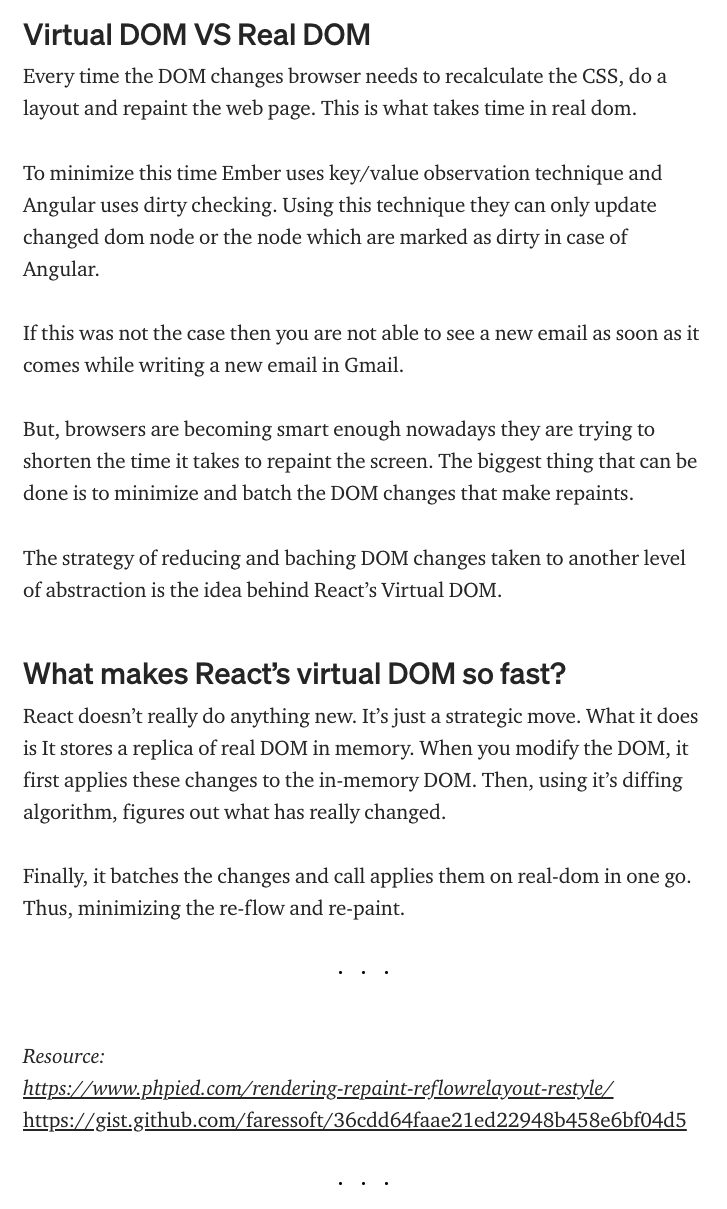 Virtual DOM VS Real DOM
Every time the DOM changes browser needs to recalculate the CSS, do a
layout and repaint the web page. This is what takes time in real dom.
To minimize this time Ember uses key/value observation technique and
Angular uses dirty checking. Using this technique they can only update
changed dom node or the node which are marked as dirty in case of
Angular.
If this was not the case then you are not able to see a new email as soon as it
comes while writing a new email in Gmail.
But, browsers are becoming smart enough nowadays they are trying to
shorten the time it takes to repaint the screen. The biggest thing that can be
done is to minimize and batch the DOM changes that make repaints.
The strategy of reducing and baching DOM changes taken to another level
of abstraction is the idea behind React’s Virtual DOM.
What makes React’s virtual DOM so fast?
React doesn’t really do anything new. It’s just a strategic move. What it does
is It stores a replica of real DOM in memory. When you modify the DOM, it
first applies these changes to the in-memory DOM. Then, using it’s diffing
algorithm, figures out what has really changed.
Finally, it batches the changes and call applies them on real-dom in one go.
Thus, minimizing the re-flow and re-paint.
. . .
Resource:
https://www.phpied.com/rendering-repaint-reflowrelayout-restyle/
https://gist.github.com/faressoft/36cdd64faae21ed22948b458e6bf04d5
. . .